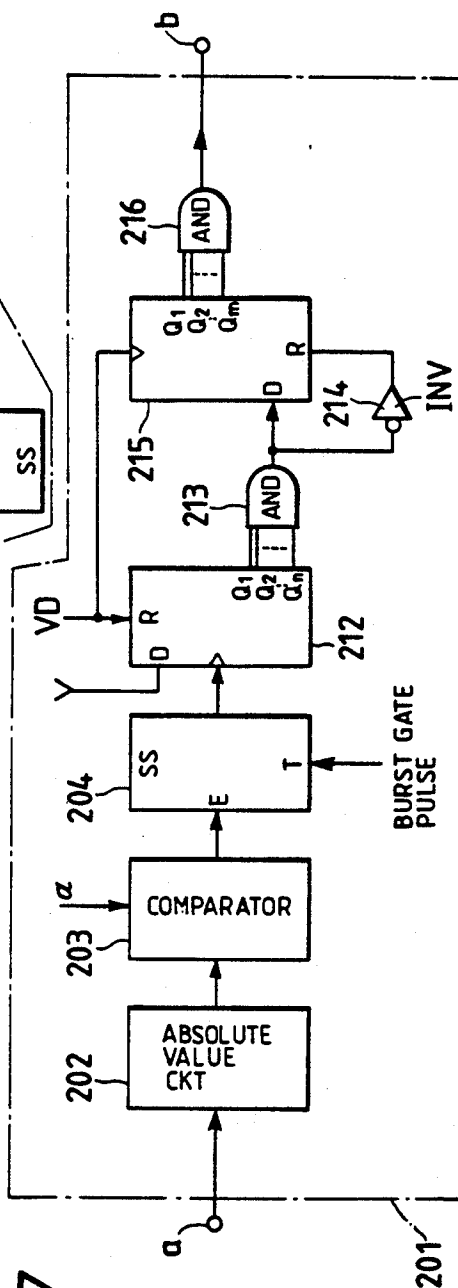 7
201
a
202
ABSOLUTE
VALUE
CKT
203
α
COMPARATOR
204
SS
E
T
BURST GATE
PULSE
VD
D
R
212
Q1
Q2
Qn
213
AND
214
INV
215
D
R
Q1
Q2
Qm
216
AND
b
SS